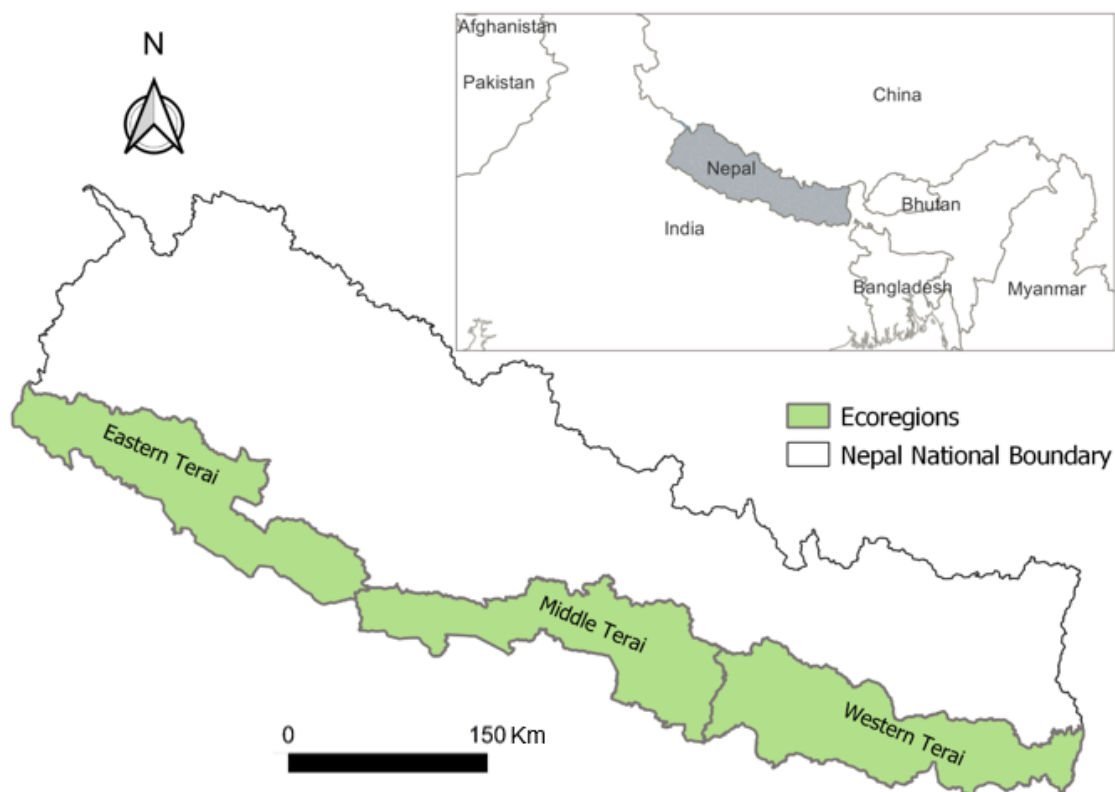 N
Afghanistan
Pakistan
China
Nepal
Bhutan
India
Bangladesh
Myanmar
Ecoregions
Nepal National Boundary
Eastern Terai
Middle Terai
Western Terai
0 150 Km